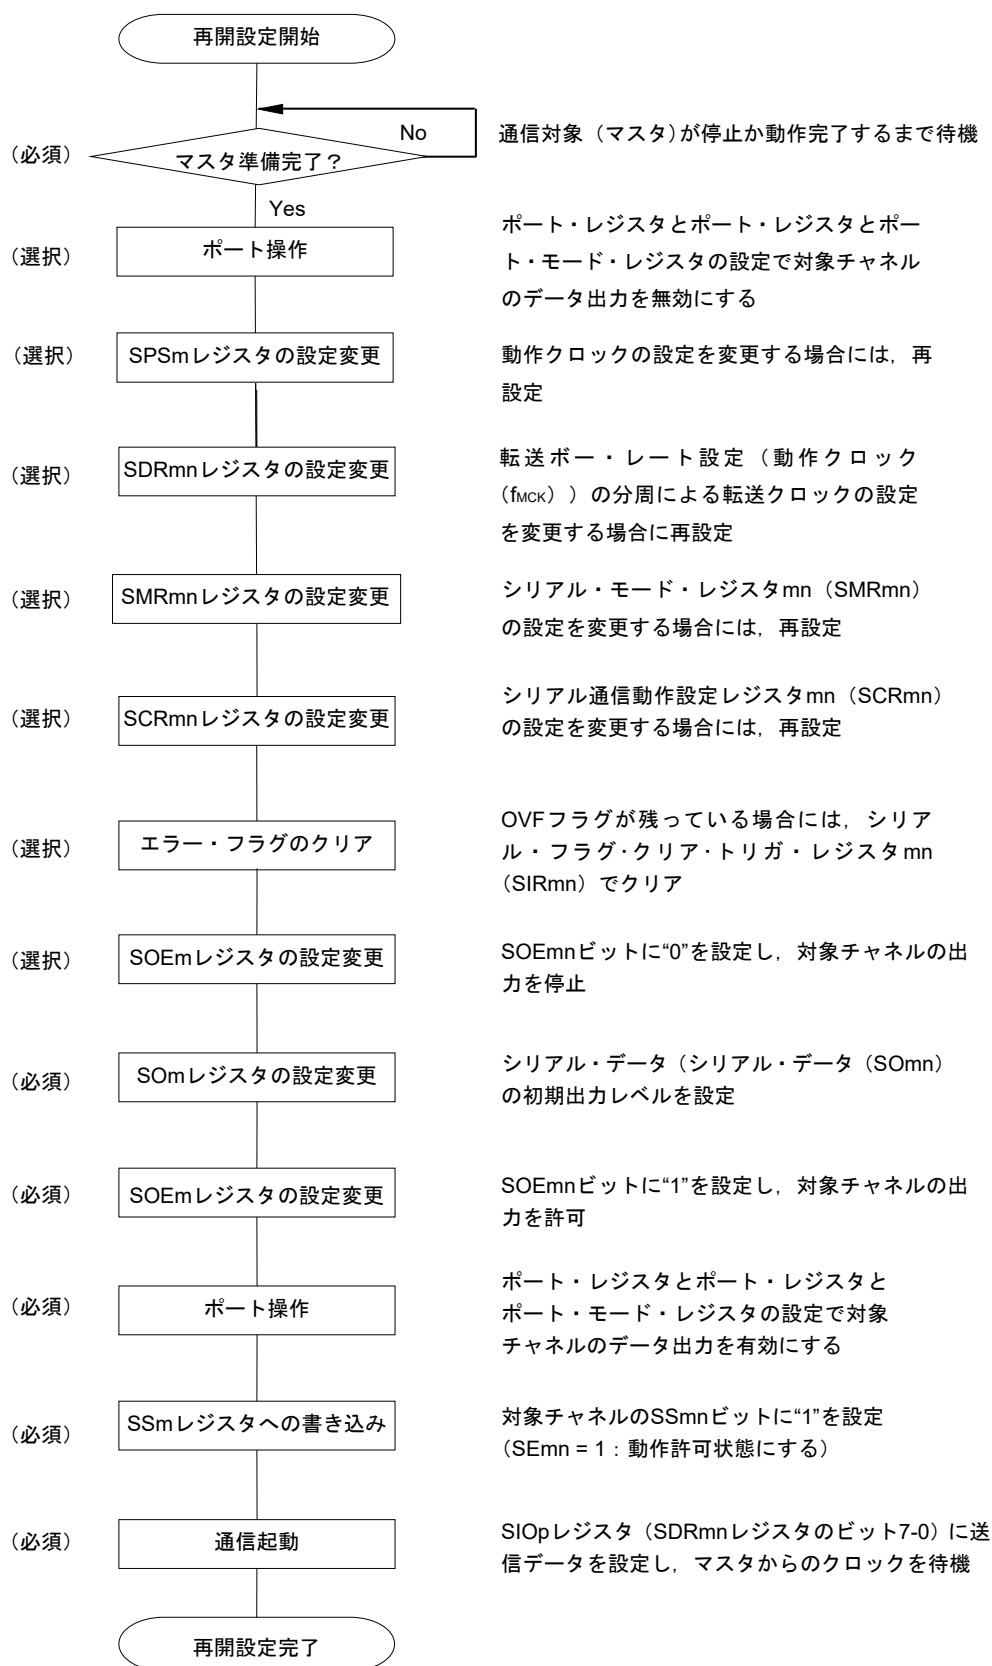 再開設定開始
No
通信対象（マスタ）が停止か動作完了するまで待機
（必須）
マスタ準備完了？
Yes
（選択）
ポート操作
ポート・レジスタとポート・レジスタとポー
ト・モード・レジスタの設定で対象チャネル
のデータ出力を無効にする
（選択）
SPSmレジスタの設定変更
動作クロックの設定を変更する場合には，再
設定
（選択）
SDRmnレジスタの設定変更
転送ボー・レート設定（動作クロック
（fMCK））の分周による転送クロックの設定
を変更する場合に再設定
（選択）
SMRmnレジスタの設定変更
シリアル・モード・レジスタmn（SMRmn）
の設定を変更する場合には，再設定
（選択）
SCRmnレジスタの設定変更
シリアル通信動作設定レジスタmn（SCRmn）
の設定を変更する場合には，再設定
（選択）
エラー・フラグのクリア
OVFフラグが残っている場合には，シリア
ル・フラグ・クリア・トリガ・レジスタmn
（SIRmn）でクリア
（選択）
SOEmレジスタの設定変更
SOEmnビットに“0”を設定し，対象チャネルの出
力を停止
（必須）
SOmレジスタの設定変更
シリアル・データ（シリアル・データ（SOmn）
の初期出力レベルを設定
（必須）
SOEmレジスタの設定変更
SOEmnビットに“1”を設定し，対象チャネルの出
力を許可
（必須）
ポート操作
ポート・レジスタとポート・レジスタと
ポート・モード・レジスタの設定で対象
チャネルのデータ出力を有効にする
（必須）
SSmレジスタへの書き込み
対象チャネルのSSmnビットに“1”を設定
（SEmn = 1：動作許可状態にする）
（必須）
通信起動
SIOpレジスタ（SDRmnレジスタのビット7-0）に送
信データを設定し，マスタからのクロックを待機
再開設定完了